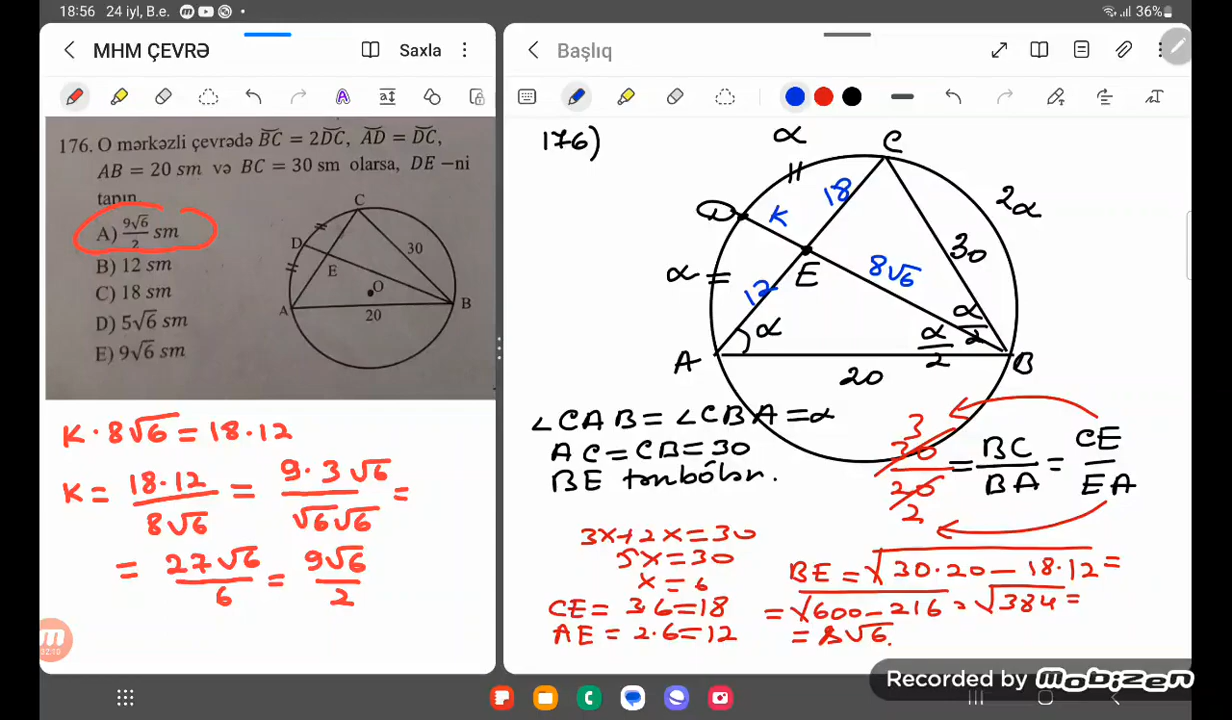 18:56 24 iyl, B.e.
36%
MHM ÇEVRƏ
Saxla
Başlıq
176. O mərkəzli çevrədə BC = 2DC, AD = DC,
AB = 20 sm və BC = 30 sm olarsa, DE -ni
tapın
A) 9√6/2 sm
B) 12 sm
C) 18 sm
D) 5√6 sm
E) 9√6 sm
C
D
30
E
O
A
B
20
K · 8√6 = 18 · 12
K = 18·12/8√6 = 9·3√6/√6√6 =
= 27√6/6 = 9√6/2
176)
α
C
D
K
18
2α
E
8√6
30
α
12
α
α/2
α/2
A
20
B
∠CAB = ∠CBA = α
AC = CB = 30
BE tənbölən.
3
30/20 = BC/BA = CE/EA
2
3x+2x=30
5x=30
x=6
CE = 3·6=18
AE = 2·6=12
BE = √30·20 − 18·12 =
= √600−216 = √384 =
= 8√6.
02:19
Recorded by mobizen